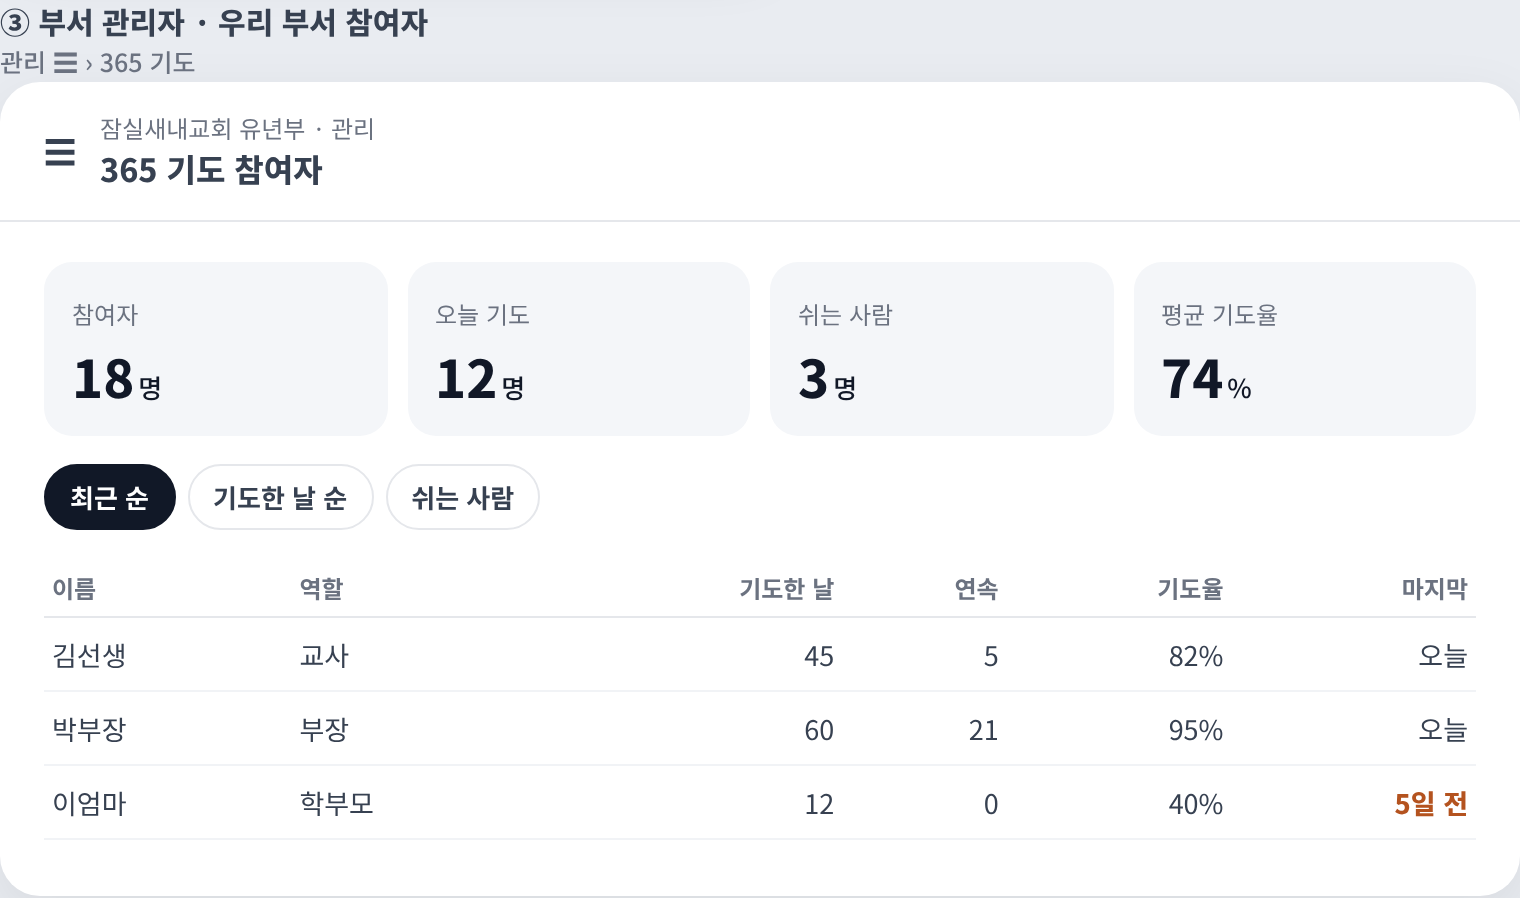 ③ 부서 관리자 · 우리 부서 참여자
관리 ☰ › 365 기도
☰
잠실새내교회 유년부 · 관리
365 기도 참여자
참여자 오늘 기도 쉬는 사람 평균 기도율
18 명 12 명 3 명 74 %
최근 순 기도한 날 순 쉬는 사람
이름 역할 기도한 날 연속 기도율 마지막
김선생 교사 45 5 82% 오늘
박부장 부장 60 21 95% 오늘
이엄마 학부모 12 0 40% 5일 전